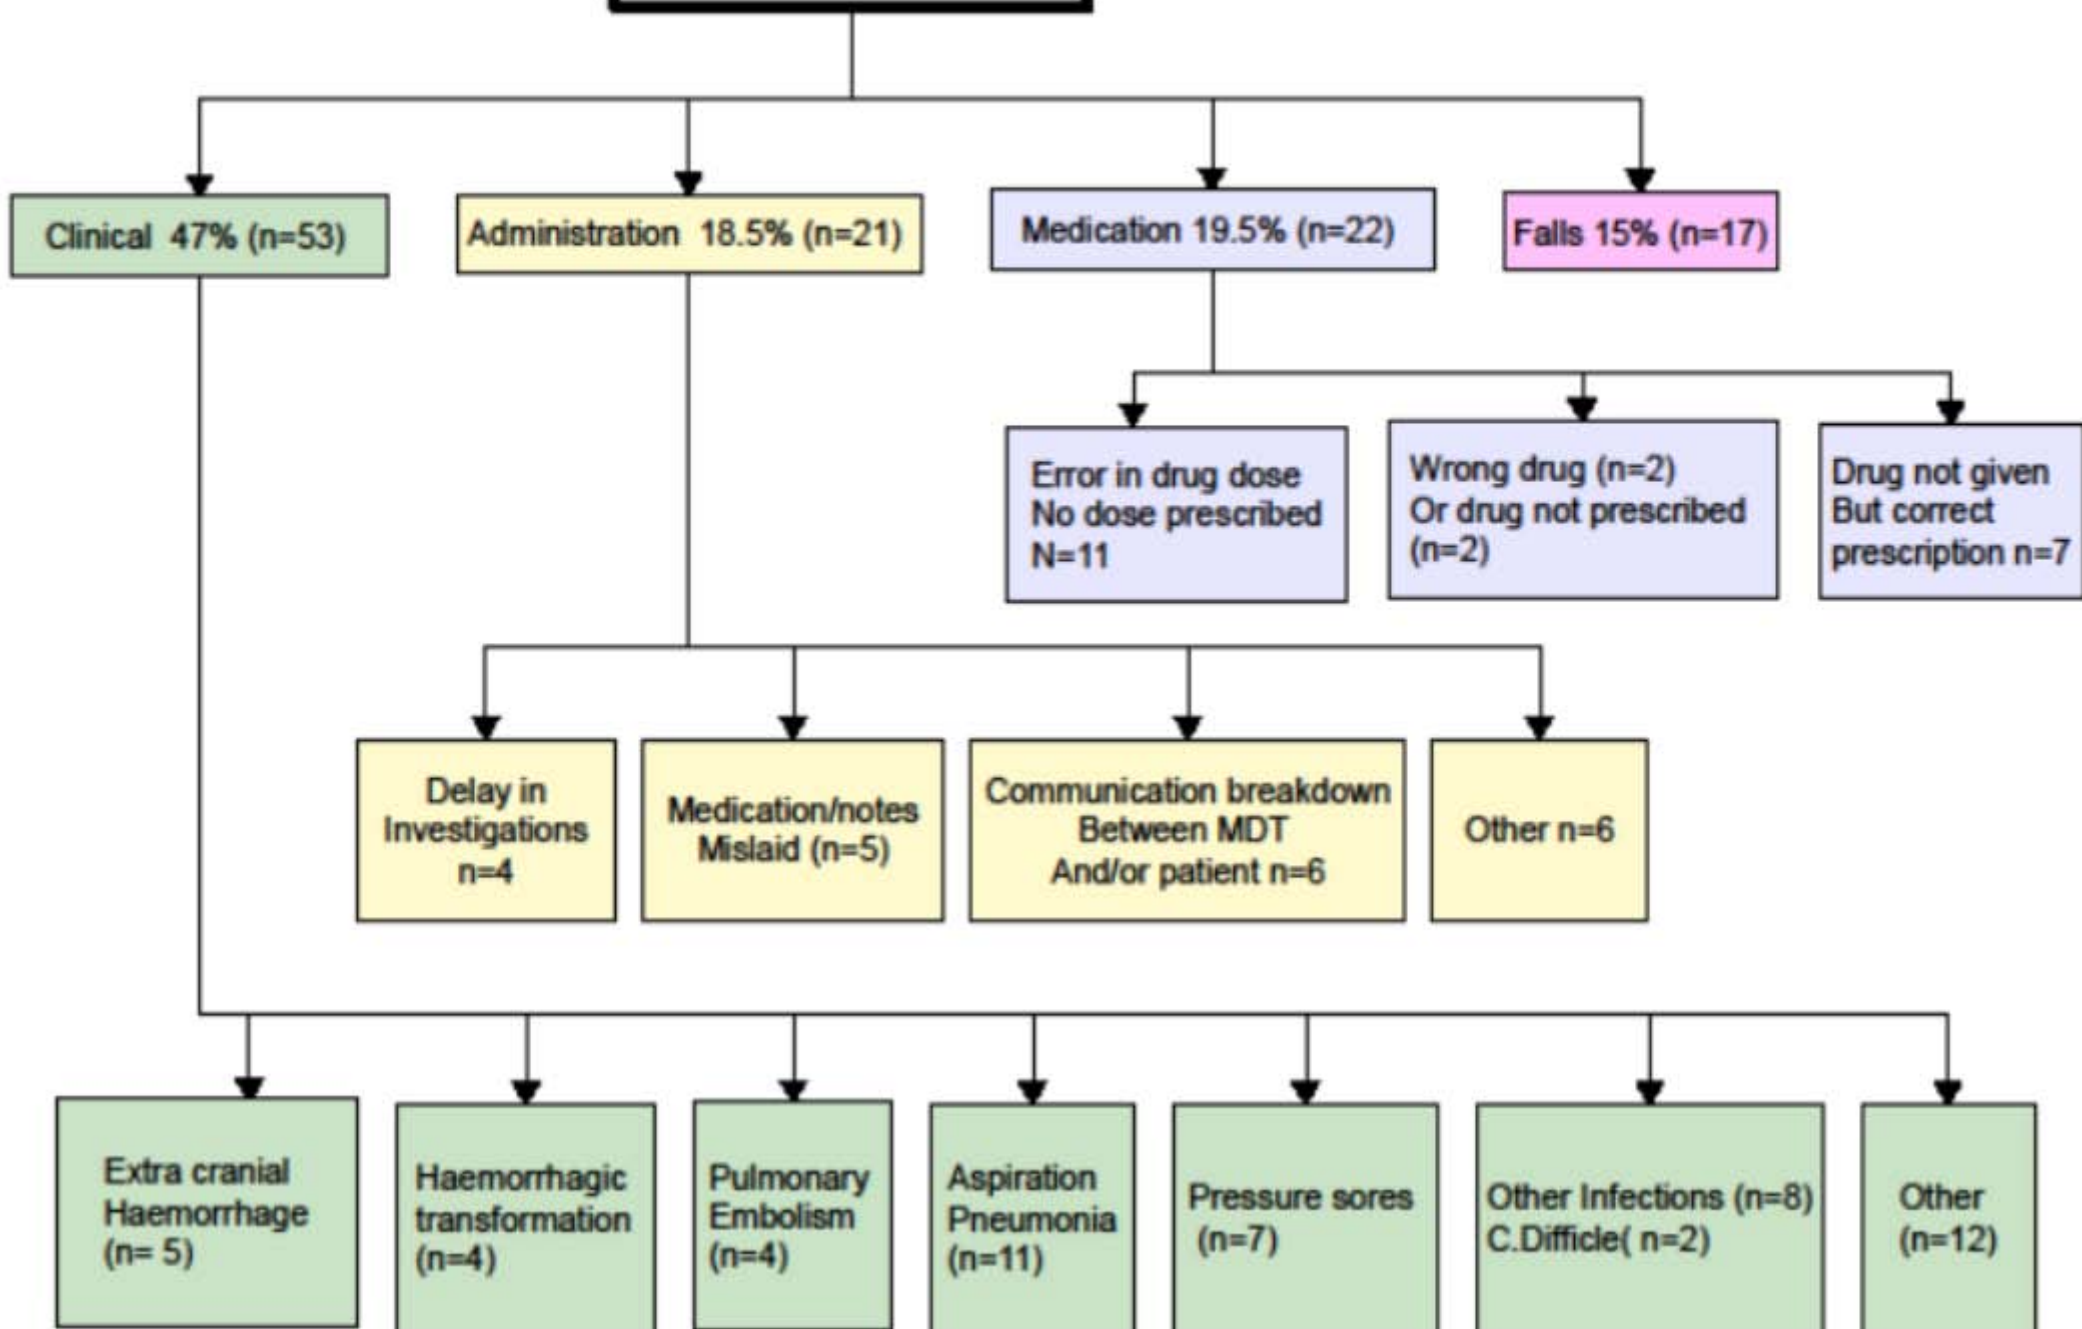 Clinical 47% (n=53)
Administration 18.5% (n=21)
Medication 19.5% (n=22)
Falls 15% (n=17)
Error in drug dose
No dose prescribed
N=11
Wrong drug (n=2)
Or drug not prescribed
(n=2)
Drug not given
But correct
prescription n=7
Delay in
Investigations
n=4
Medication/notes
Mislaid (n=5)
Communication breakdown
Between MDT
And/or patient n=6
Other n=6
Extra cranial
Haemorrhage
(n= 5)
Haemorrhagic
transformation
(n=4)
Pulmonary
Embolism
(n=4)
Aspiration
Pneumonia
(n=11)
Pressure sores
(n=7)
Other Infections (n=8)
C.Difficle( n=2)
Other
(n=12)